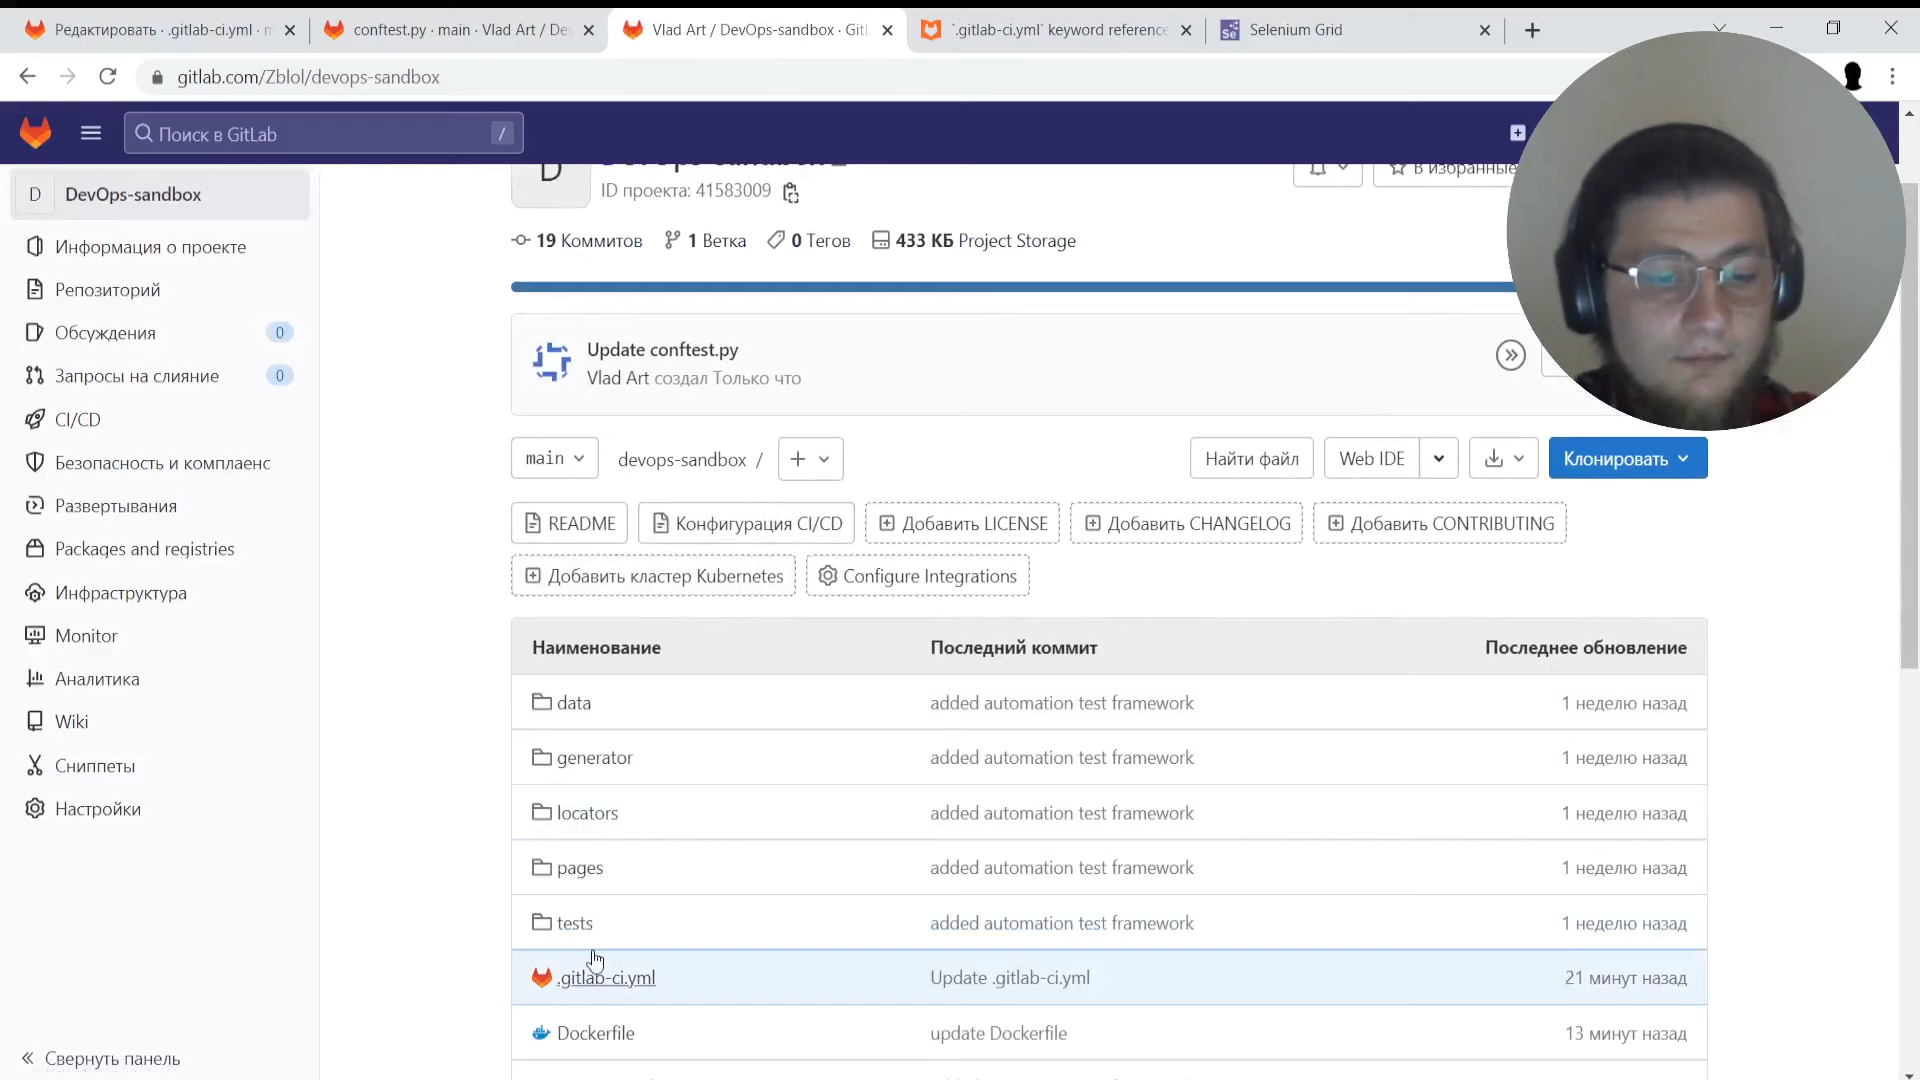 Редактировать · .gitlab-ci.yml · m
conftest.py · main · Vlad Art / De
Vlad Art / DevOps-sandbox · GitL
`.gitlab-ci.yml` keyword reference
Selenium Grid
gitlab.com/Zblol/devops-sandbox
Поиск в GitLab
/
D
DevOps-sandbox
Информация о проекте
Репозиторий
Обсуждения
0
Запросы на слияние
0
CI/CD
Безопасность и комплаенс
Развертывания
Packages and registries
Инфраструктура
Monitor
Аналитика
Wiki
Сниппеты
Настройки
Свернуть панель
D
DevOps-sandbox
ID проекта: 41583009
В избранные
19 Коммитов
1 Ветка
0 Тегов
433 КБ Project Storage
Update conftest.py
Vlad Art создал Только что
main
devops-sandbox /
Найти файл
Web IDE
Клонировать
README
Конфигурация CI/CD
Добавить LICENSE
Добавить CHANGELOG
Добавить CONTRIBUTING
Добавить кластер Kubernetes
Configure Integrations
Наименование
Последний коммит
Последнее обновление
data
added automation test framework
1 неделю назад
generator
added automation test framework
1 неделю назад
locators
added automation test framework
1 неделю назад
pages
added automation test framework
1 неделю назад
tests
added automation test framework
1 неделю назад
.gitlab-ci.yml
Update .gitlab-ci.yml
21 минут назад
Dockerfile
update Dockerfile
13 минут назад